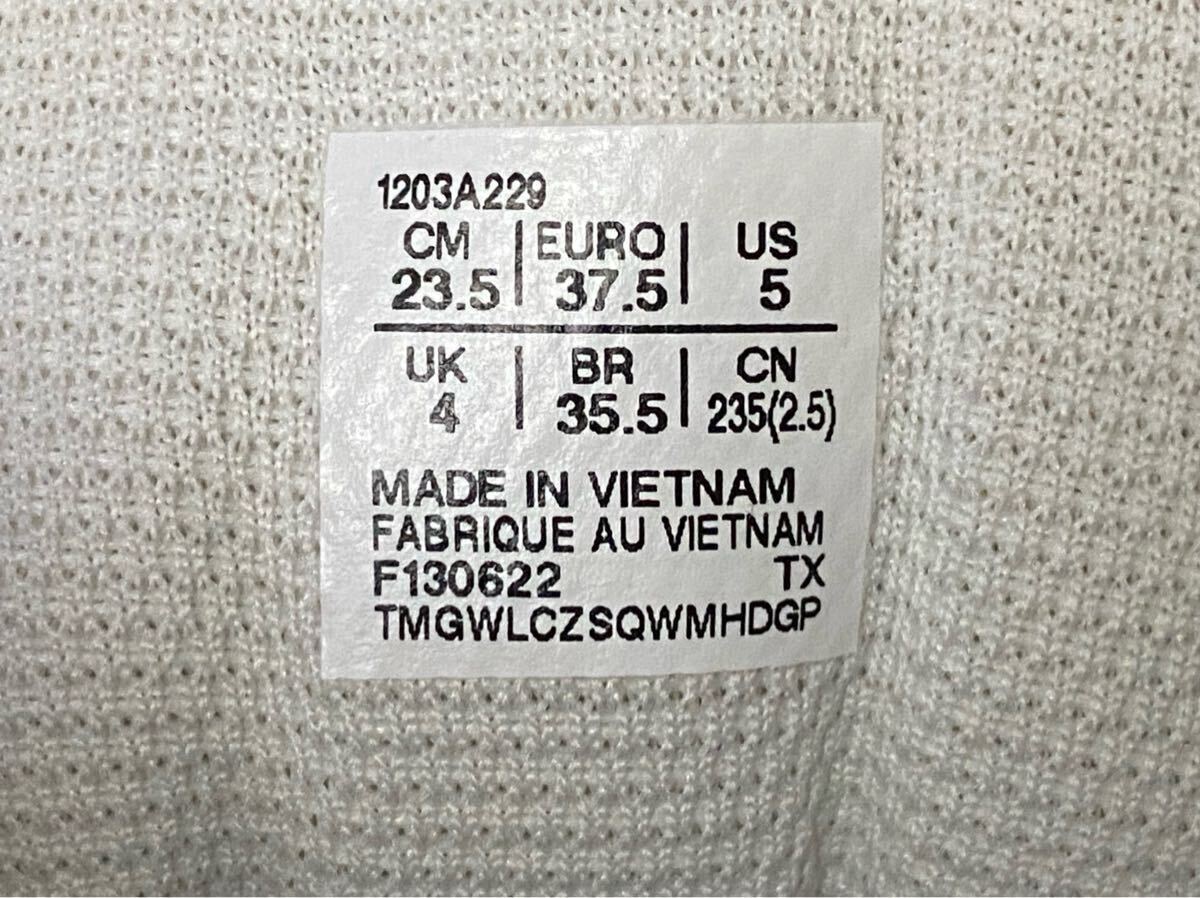 1203A229
CM | EURO | US
23.5 | 37.5 | 5
UK | BR | CN
4 | 35.5 | 235(2.5)
MADE IN VIETNAM
FABRIQUE AU VIETNAM
F130622 TX
TMGWLCZSQWMHDGP